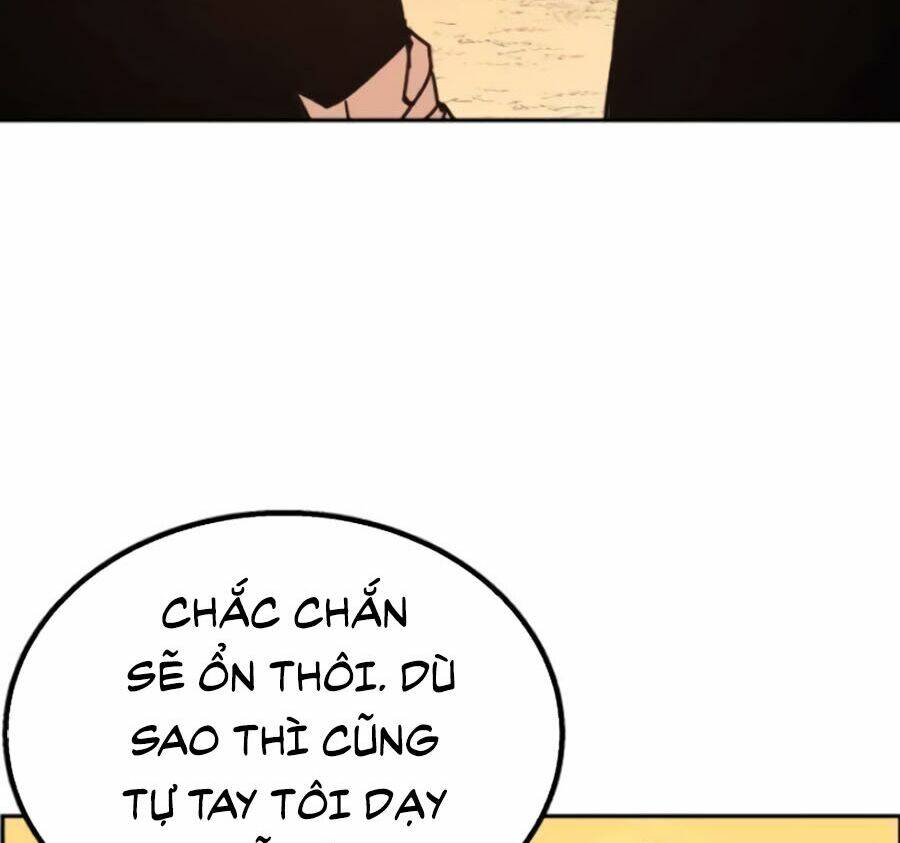 CHẮC CHẮN
SẼ ỔN THÔI. DÙ
SAO THÌ CŨNG
TỰ TAY TÔI DẠY